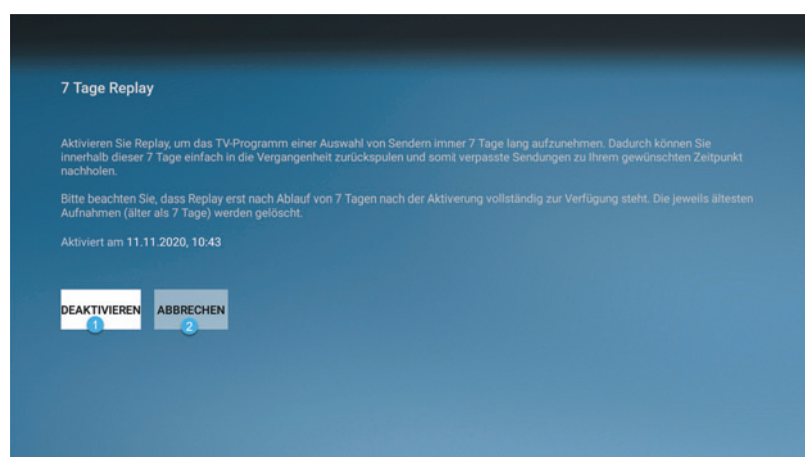 7 Tage Replay
Aktivieren Sie Replay, um das TV-Programm einer Auswahl von Sendern immer 7 Tage lang aufzunehmen. Dadurch können Sie
innerhalb dieser 7 Tage einfach in die Vergangenheit zurückspulen und somit verpasste Sendungen zu Ihrem gewünschten Zeitpunkt
nachholen.
Bitte beachten Sie, dass Replay erst nach Ablauf von 7 Tagen nach der Aktiverung vollständig zur Verfügung steht. Die jeweils ältesten
Aufnahmen (älter als 7 Tage) werden gelöscht.
Aktiviert am 11.11.2020, 10:43
DEAKTIVIEREN ABBRECHEN
1 2